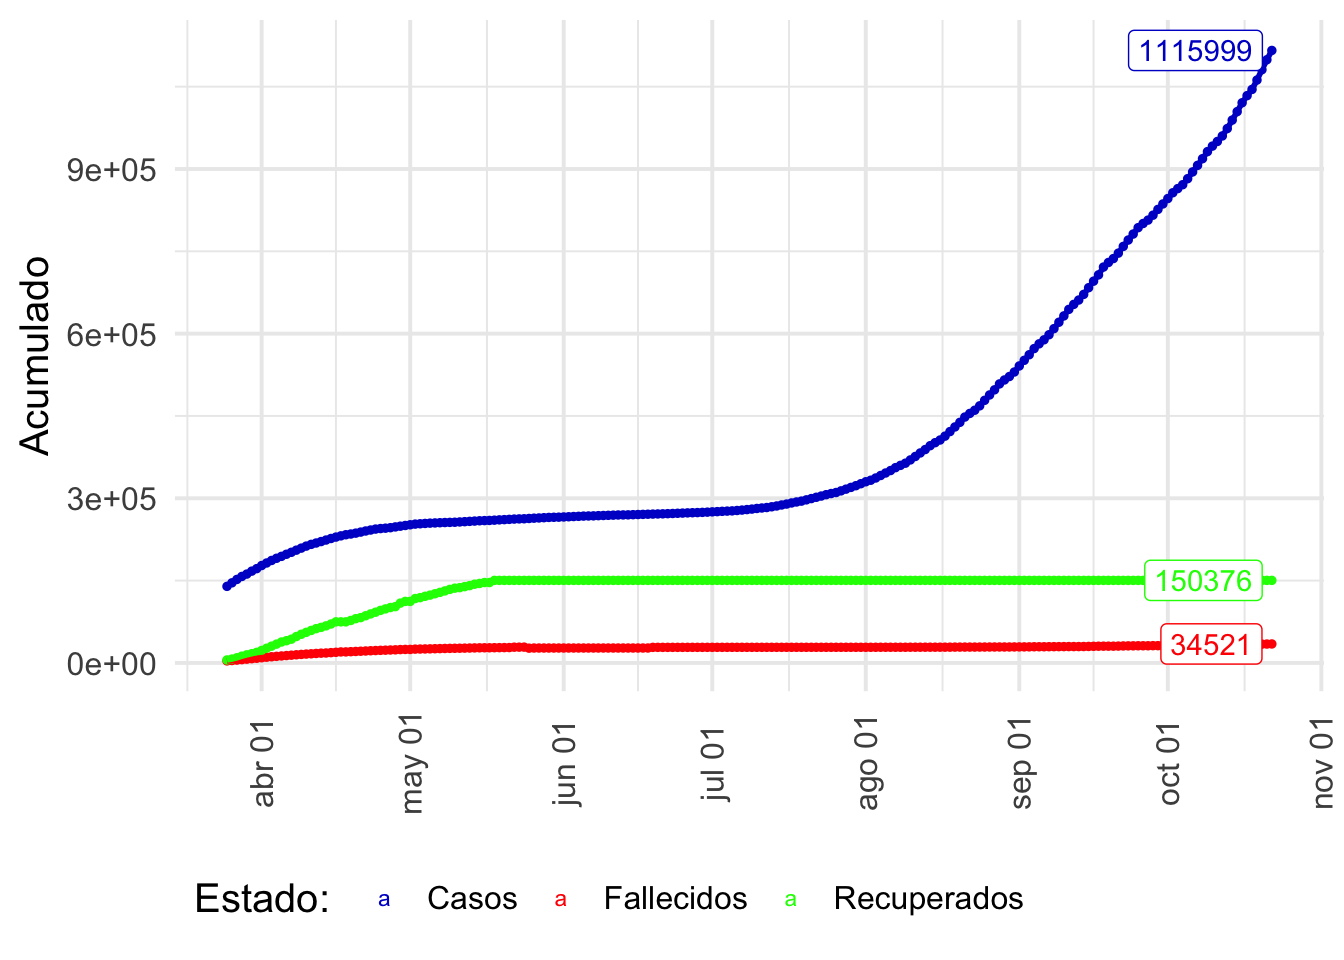 1115999
9e+05
6e+05
3e+05
0e+00
Acumulado
150376
34521
abr 01
may 01
jun 01
jul 01
ago 01
sep 01
oct 01
nov 01
Estado: a Casos a Fallecidos a Recuperados